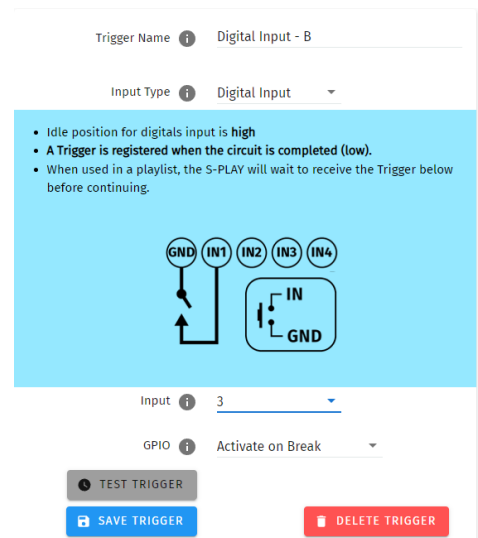 Trigger Name i Digital Input - B
Input Type i Digital Input
• Idle position for digitals input is high
• A Trigger is registered when the circuit is completed (low).
• When used in a playlist, the S-PLAY will wait to receive the Trigger below
before continuing.
GND IN1 IN2 IN3 IN4
IN
GND
Input i 3
GPIO i Activate on Break
TEST TRIGGER
SAVE TRIGGER DELETE TRIGGER